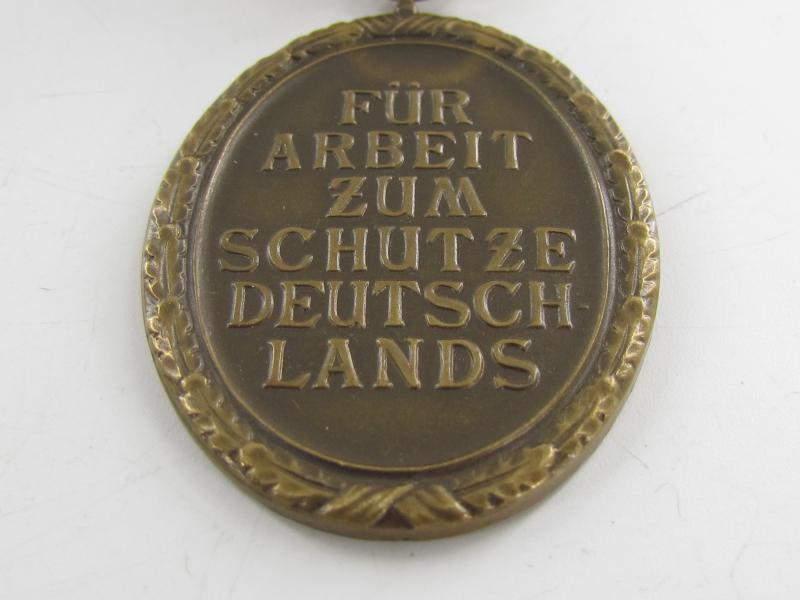 FÜR
ARBEIT
ZUM
SCHUTZE
DEUTSCH
LANDS